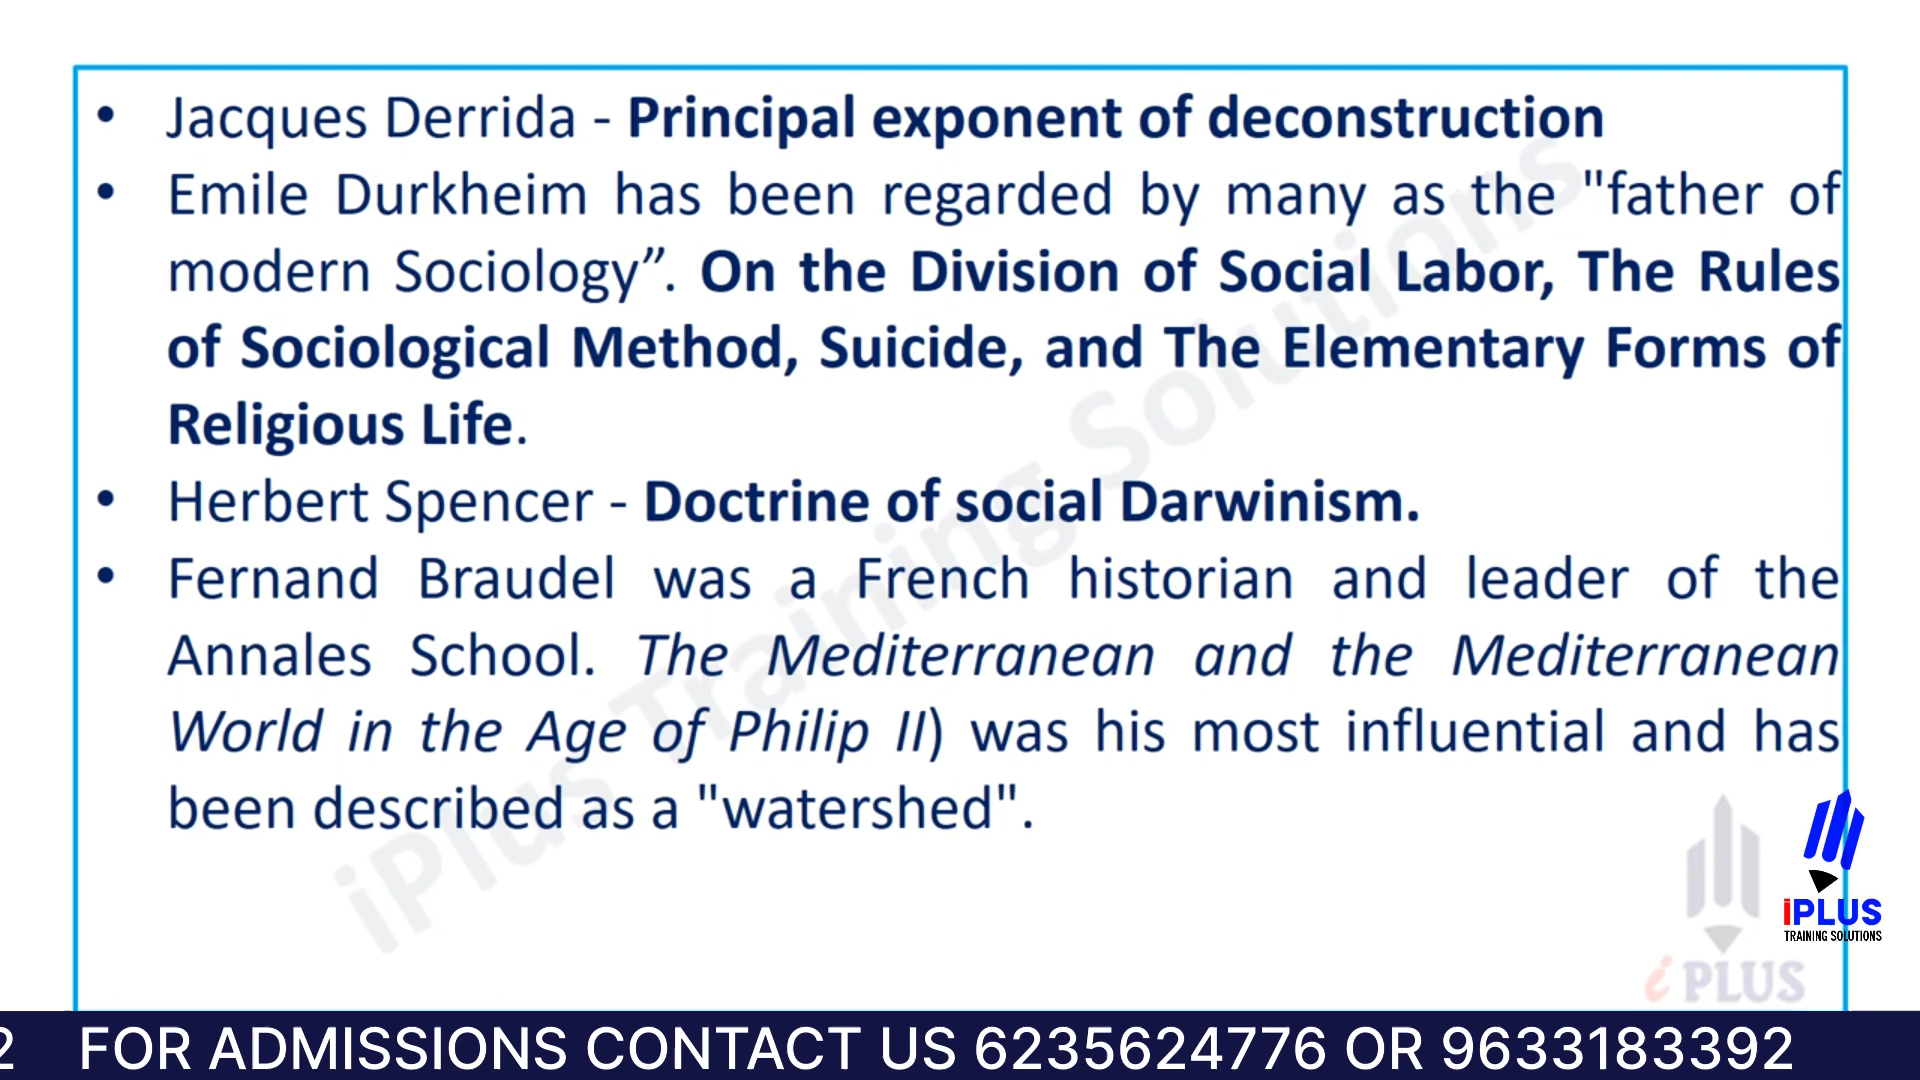 • Jacques Derrida - Principal exponent of deconstruction
• Emile Durkheim has been regarded by many as the "father of
modern Sociology”. On the Division of Social Labor, The Rules
of Sociological Method, Suicide, and The Elementary Forms of
Religious Life.
• Herbert Spencer - Doctrine of social Darwinism.
• Fernand Braudel was a French historian and leader of the
Annales School. The Mediterranean and the Mediterranean
World in the Age of Philip II) was his most influential and has
been described as a "watershed".
iPlus Training Solutions
iPLUS
TRAINING SOLUTIONS
i PLUS
2 FOR ADMISSIONS CONTACT US 6235624776 OR 9633183392